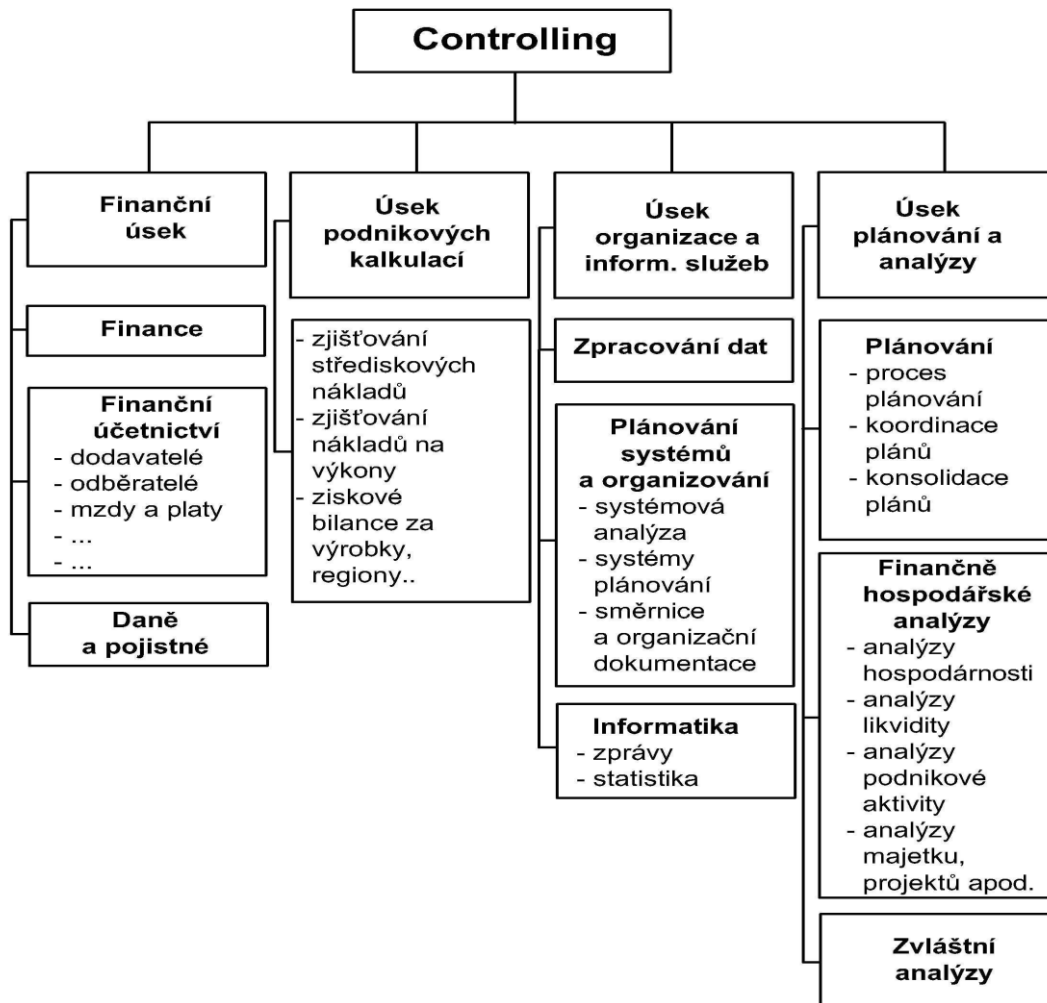 Controlling
Finanční
úsek
Finance
Finanční
účetnictví
- dodavatelé
- odběratelé
- mzdy a platy
- ...
- ...
Daně
a pojistné
Úsek
podnikových
kalkulací
- zjišťování
střediskových
nákladů
- zjišťování
nákladů na
výkony
- ziskové
bilance za
výrobky,
regiony..
Úsek
organizace a
inform. služeb
Zpracování dat
Plánování
systémů
a organizování
- systémová
analýza
- systémy
plánování
- směrnice
a organizační
dokumentace
Informatika
- zprávy
- statistika
Úsek
plánování a
analýzy
Plánování
- proces
plánování
- koordinace
plánů
- konsolidace
plánů
Finančně
hospodářské
analýzy
- analýzy
hospodárnosti
- analýzy
likvidity
- analýzy
podnikové
aktivity
- analýzy
majetku,
projektů apod.
Zvláštní
analýzy